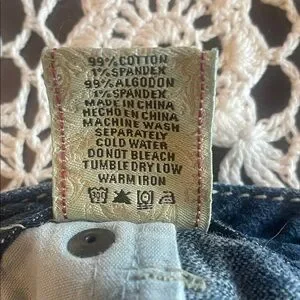 99% COTTON
1% SPANDEX
99% ALGODON
1% SPANDEX
MADE IN CHINA
HECHO EN CHINA
MACHINE WASH
SEPARATELY
COLD WATER
DO NOT BLEACH
TUMBLE DRY LOW
WARM IRON